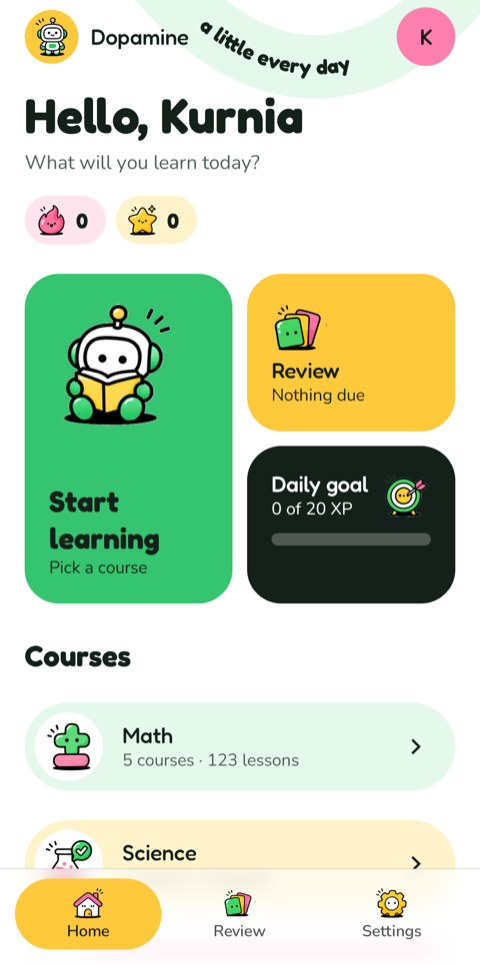 Dopamine
a little every day
K
Hello, Kurnia
What will you learn today?
0
0
Start
learning
Pick a course
Review
Nothing due
Daily goal
0 of 20 XP
Courses
Math
5 courses · 123 lessons
Science
Home
Review
Settings